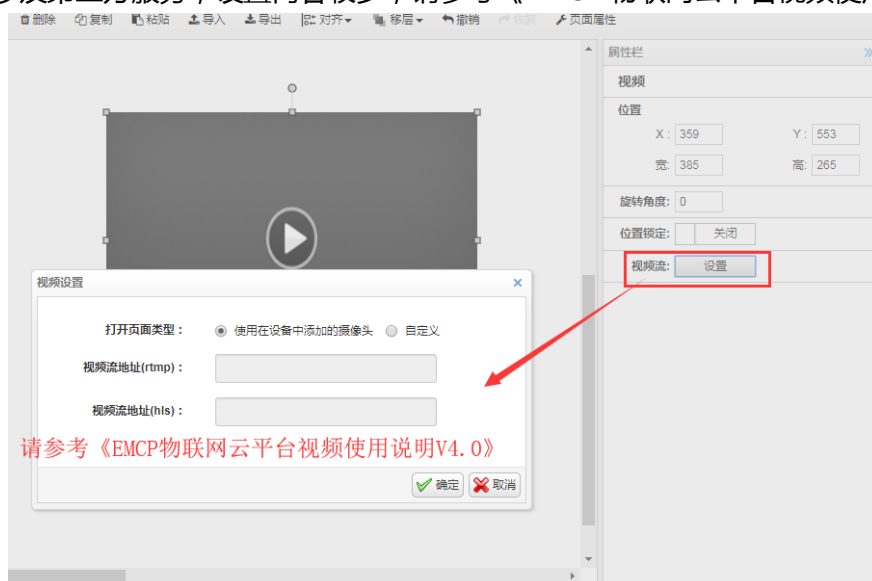 删除 复制 粘贴 导入 导出 对齐 移层 撤销 恢复 页面属性
属性栏
视频
位置
X: 359 Y: 553
宽: 385 高: 265
旋转角度: 0
位置锁定: 关闭
视频流: 设置
视频设置
打开页面类型: 使用在设备中添加的摄像头 自定义
视频流地址(rtmp):
视频流地址(hls):
请参考《EMCP物联网云平台视频使用说明V4.0》
确定 取消